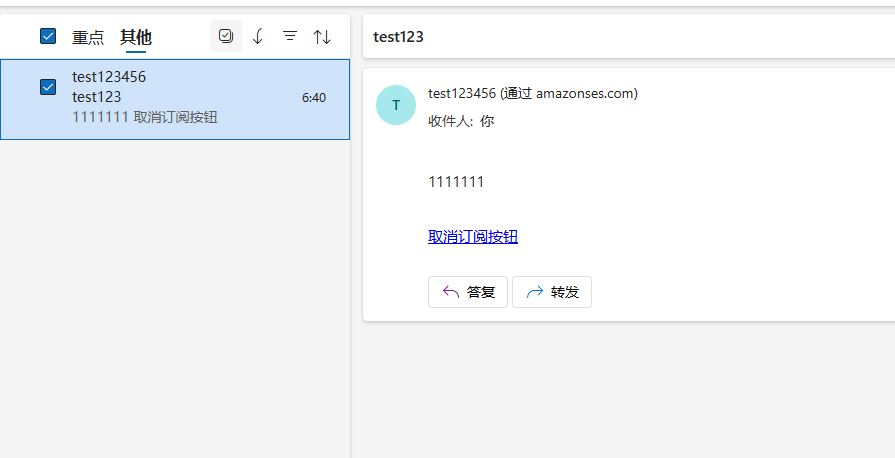 重点 其他
test123456
test123 6:40
1111111 取消订阅按钮
test123
T
test123456 (通过 amazonses.com)
收件人: 你
1111111
取消订阅按钮
答复 转发